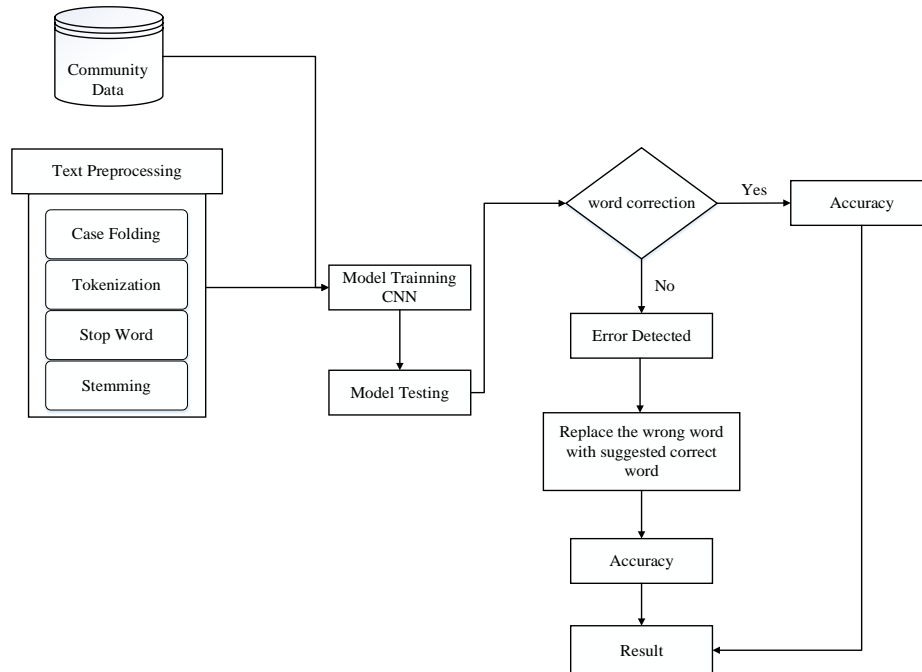 Community
Data
Text Preprocessing
Case Folding
Tokenization
Stop Word
Stemming
Model Trainning
CNN
Model Testing
word correction
Yes
Accuracy
No
Error Detected
Replace the wrong word
with suggested correct
word
Accuracy
Result